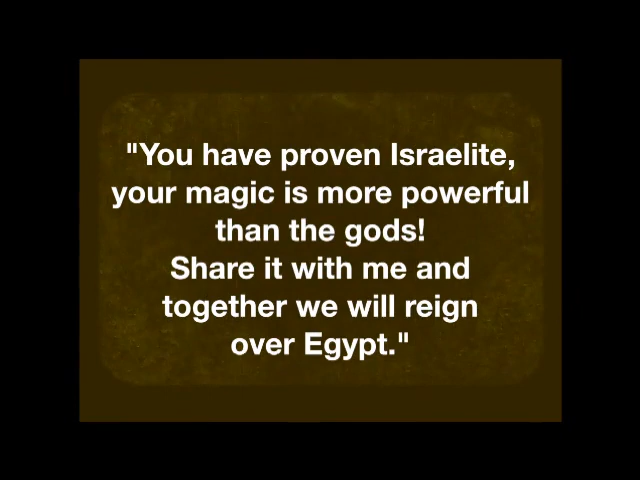 "You have proven Israelite,
your magic is more powerful
than the gods!
Share it with me and
together we will reign
over Egypt."